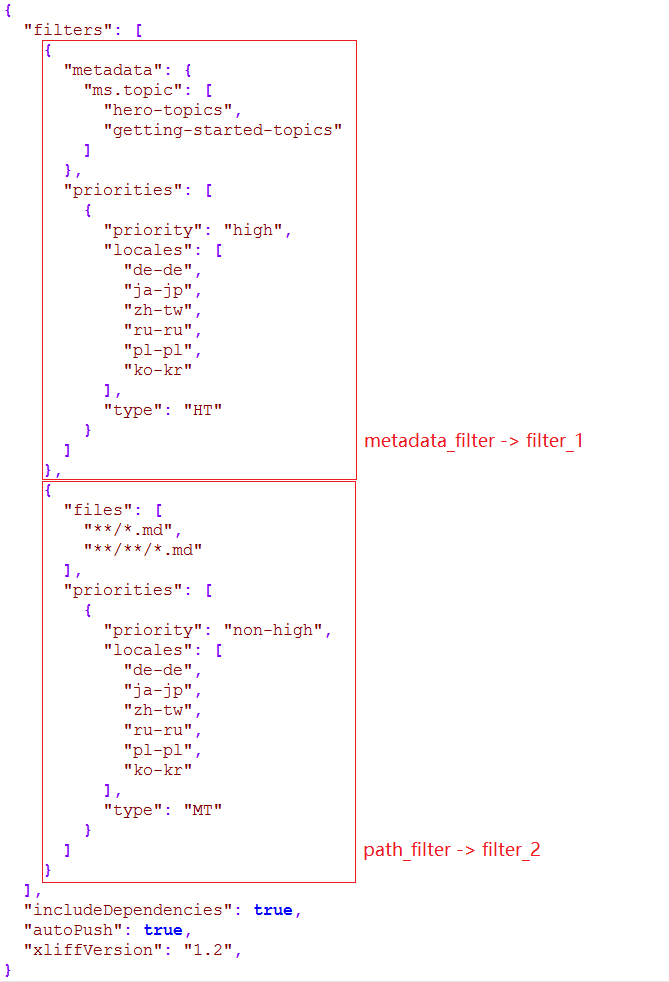 {
  "filters": [
    {
      "metadata": {
        "ms.topic": [
          "hero-topics",
          "getting-started-topics"
        ]
      },
      "priorities": [
        {
          "priority": "high",
          "locales": [
            "de-de",
            "ja-jp",
            "zh-tw",
            "ru-ru",
            "pl-pl",
            "ko-kr"
          ],
          "type": "HT"
        }
      ]
    },
metadata_filter -> filter_1
    {
      "files": [
        "**/*.md",
        "**/**/*.md"
      ],
      "priorities": [
        {
          "priority": "non-high",
          "locales": [
            "de-de",
            "ja-jp",
            "zh-tw",
            "ru-ru",
            "pl-pl",
            "ko-kr"
          ],
          "type": "MT"
        }
      ]
    }
path_filter -> filter_2
  ],
  "includeDependencies": true,
  "autoPush": true,
  "xliffVersion": "1.2",
}